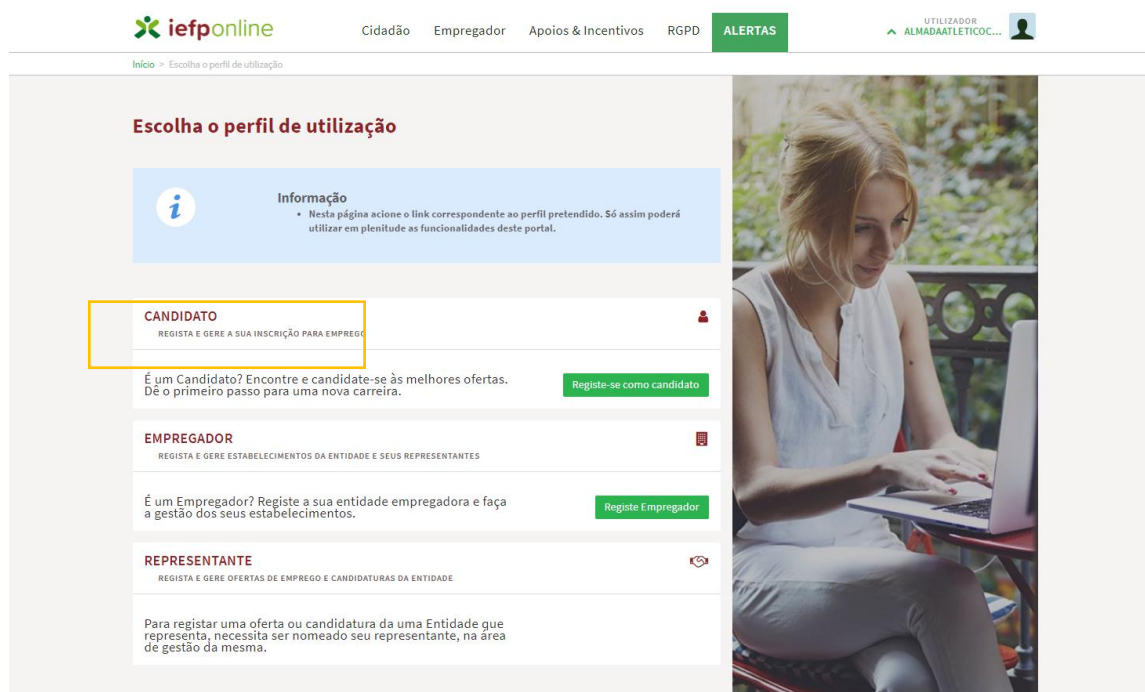 iefponline
Cidadão Empregador Apoios & Incentivos RGPD ALERTAS
UTILIZADOR
ALMADAATLETICOC...
Início > Escolha o perfil de utilização
Escolha o perfil de utilização
i
Informação
• Nesta página acione o link correspondente ao perfil pretendido. Só assim poderá
utilizar em plenitude as funcionalidades deste portal.
CANDIDATO
REGISTA E GERE A SUA INSCRIÇÃO PARA EMPREGO
É um Candidato? Encontre e candidate-se às melhores ofertas.
Dê o primeiro passo para uma nova carreira.
Registe-se como candidato
EMPREGADOR
REGISTA E GERE ESTABELECIMENTOS DA ENTIDADE E SEUS REPRESENTANTES
É um Empregador? Registe a sua entidade empregadora e faça
a gestão dos seus estabelecimentos.
Registe Empregador
REPRESENTANTE
REGISTA E GERE OFERTAS DE EMPREGO E CANDIDATURAS DA ENTIDADE
Para registar uma oferta ou candidatura da uma Entidade que
representa, necessita ser nomeado seu representante, na área
de gestão da mesma.